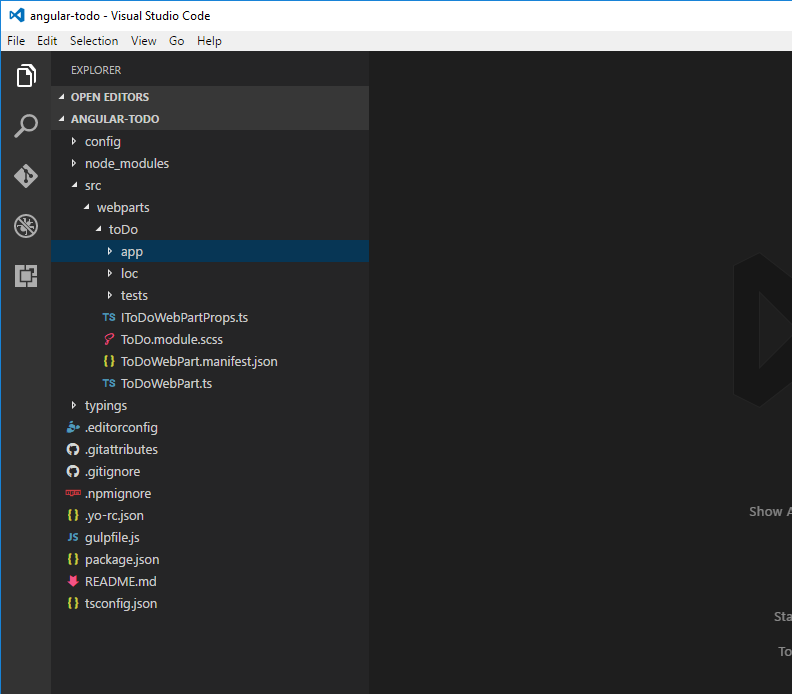 angular-todo - Visual Studio Code
File Edit Selection View Go Help
EXPLORER
OPEN EDITORS
ANGULAR-TODO
config
node_modules
src
webparts
toDo
app
loc
tests
TS IToDoWebPartProps.ts
ToDo.module.scss
{} ToDoWebPart.manifest.json
TS ToDoWebPart.ts
typings
.editorconfig
.gitattributes
.gitignore
npm .npmignore
{} .yo-rc.json
JS gulpfile.js
{} package.json
README.md
{} tsconfig.json
Show A
Sta
To